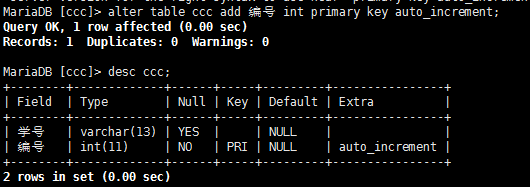 MariaDB [ccc]> alter table ccc add 编号 int primary key auto_increment;
Query OK, 1 row affected (0.00 sec)
Records: 1  Duplicates: 0  Warnings: 0
MariaDB [ccc]> desc ccc;
+--------+-------------+------+-----+---------+----------------+
| Field  | Type        | Null | Key | Default | Extra          |
+--------+-------------+------+-----+---------+----------------+
| 学号   | varchar(13) | YES  |     | NULL    |                |
| 编号   | int(11)     | NO   | PRI | NULL    | auto_increment |
+--------+-------------+------+-----+---------+----------------+
2 rows in set (0.00 sec)